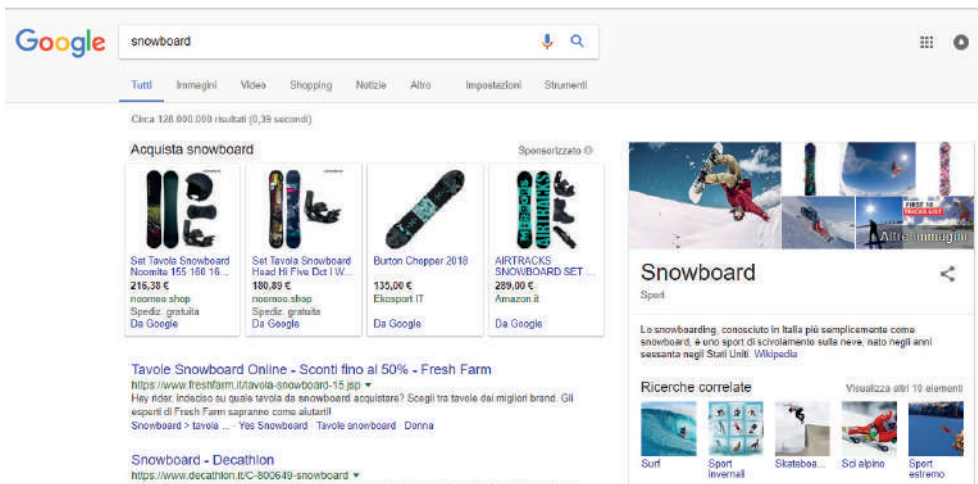 Google
snowboard
Tutti Immagini Video Shopping Notizie Altro Impostazioni Strumenti
Circa 128.000.000 risultati (0,39 secondi)
Acquista snowboard
Sponsorizzato
Set Tavola Snowboard
Noomite 155 160 16...
216,38 €
noomoo.shop
Spediz. gratuita
Da Google
Set Tavola Snowboard
Head Hi Five Dct I W...
180,89 €
noomoo.shop
Spediz. gratuita
Da Google
Burton Chopper 2018
135,00 €
Ekosport IT
Da Google
AIRTRACKS
SNOWBOARD SET ...
289,00 €
Amazon.it
Da Google
Tavole Snowboard Online - Sconti fino al 50% - Fresh Farm
https://www.freshfarm.it/tavola-snowboard-15.jsp
Hey rider, indeciso su quale tavola da snowboard acquistare? Scegli tra tavole dei migliori brand. Gli
esperti di Fresh Farm sapranno come aiutarti!
Snowboard > tavola ... · Yes Snowboard · Tavole snowboard · Donna
Snowboard - Decathlon
https://www.decathlon.it/C-800649-snowboard
FIRST 10
TRICKS LIST
Altre immagini
Snowboard
Sport
Lo snowboarding, conosciuto in Italia più semplicemente come
snowboard, è uno sport di scivolamento sulla neve, nato negli anni
sessanta negli Stati Uniti. Wikipedia
Ricerche correlate
Visualizza altri 10 elementi
Surf
Sport
invernali
Skateboa...
Sci alpino
Sport
estremo